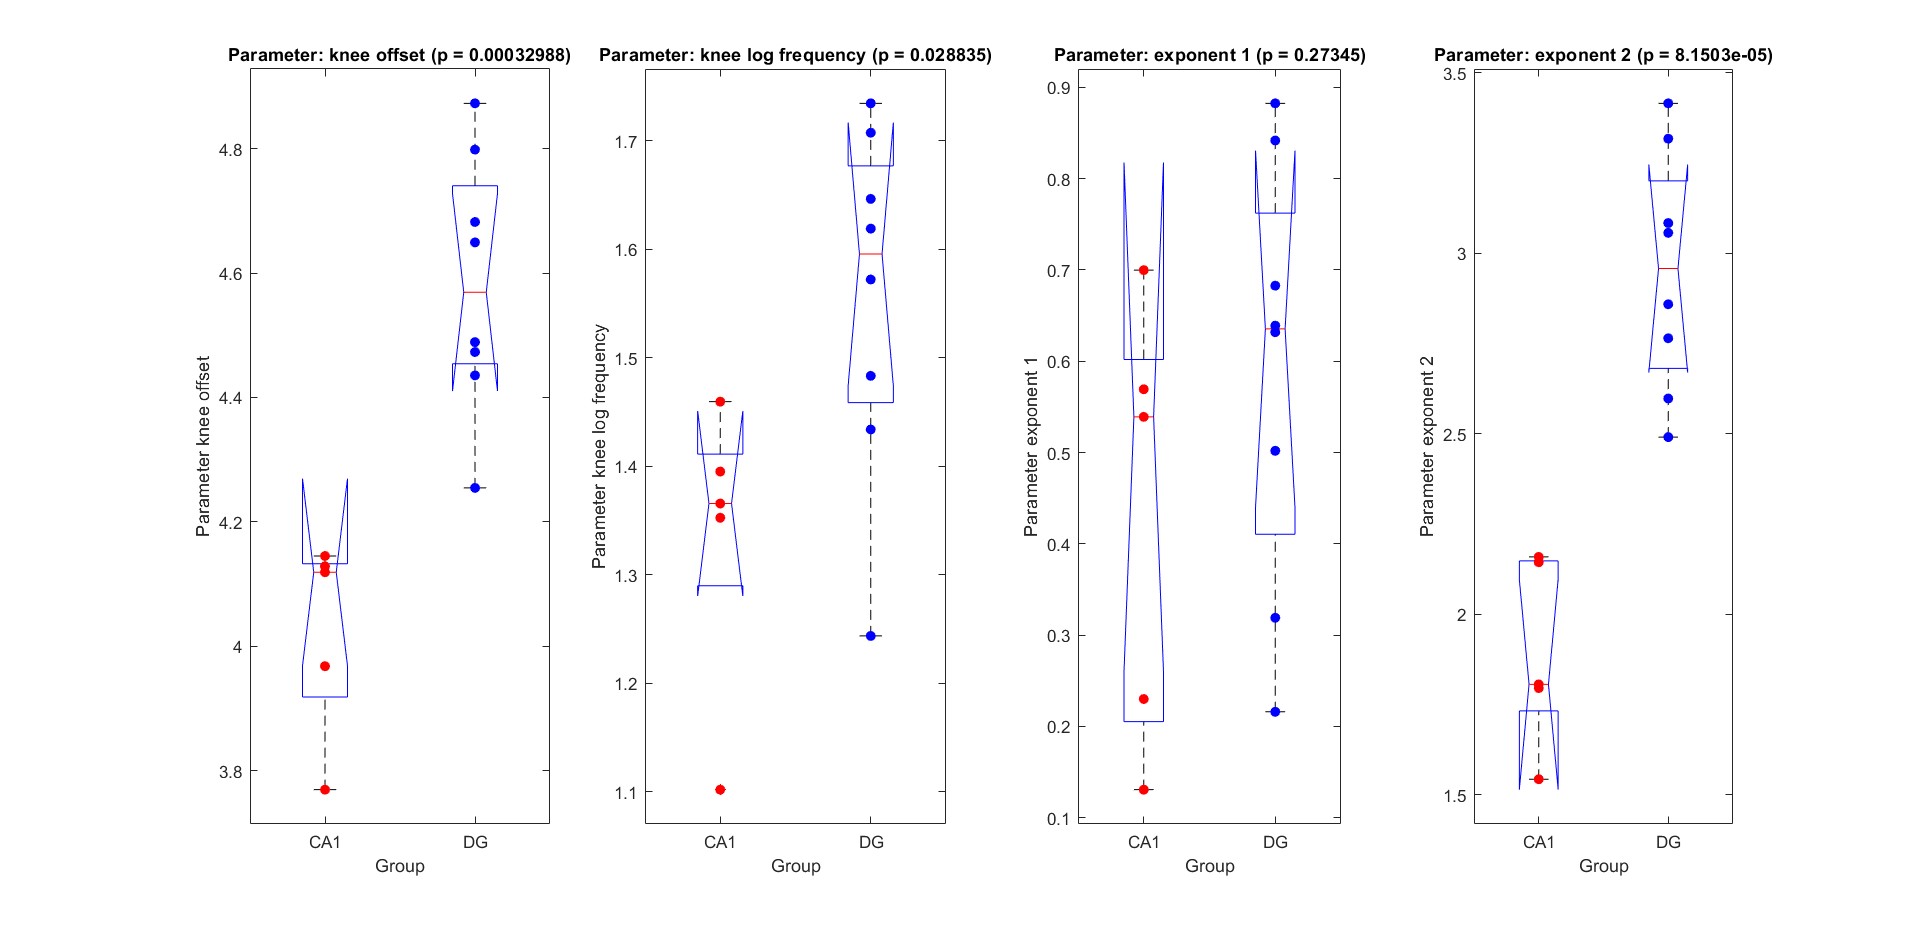 Parameter: knee offset (p = 0.00032988)
4.8
4.6
4.4
4.2
4
3.8
Parameter knee offset
CA1
DG
Group
Parameter: knee log frequency (p = 0.028835)
1.7
1.6
1.5
1.4
1.3
1.2
1.1
Parameter knee log frequency
CA1
DG
Group
Parameter: exponent 1 (p = 0.27345)
0.9
0.8
0.7
0.6
0.5
0.4
0.3
0.2
0.1
Parameter exponent 1
CA1
DG
Group
Parameter: exponent 2 (p = 8.1503e-05)
3.5
3
2.5
2
1.5
Parameter exponent 2
CA1
DG
Group